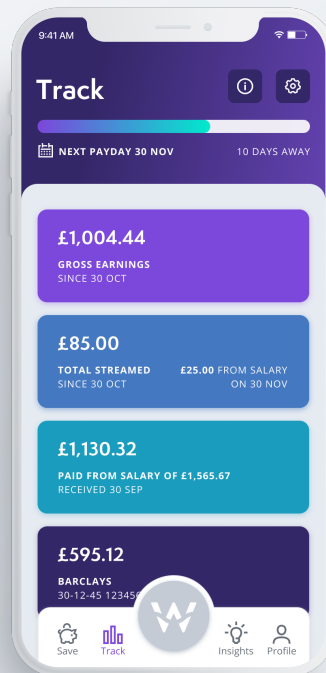 9:41 AM
Track
NEXT PAYDAY 30 NOV
10 DAYS AWAY
£1,004.44
GROSS EARNINGS
SINCE 30 OCT
£85.00
TOTAL STREAMED
SINCE 30 OCT
£25.00 FROM SALARY
ON 30 NOV
£1,130.32
PAID FROM SALARY OF £1,565.67
RECEIVED 30 SEP
£595.12
BARCLAYS
30-12-45
Save
Track
Insights
Profile